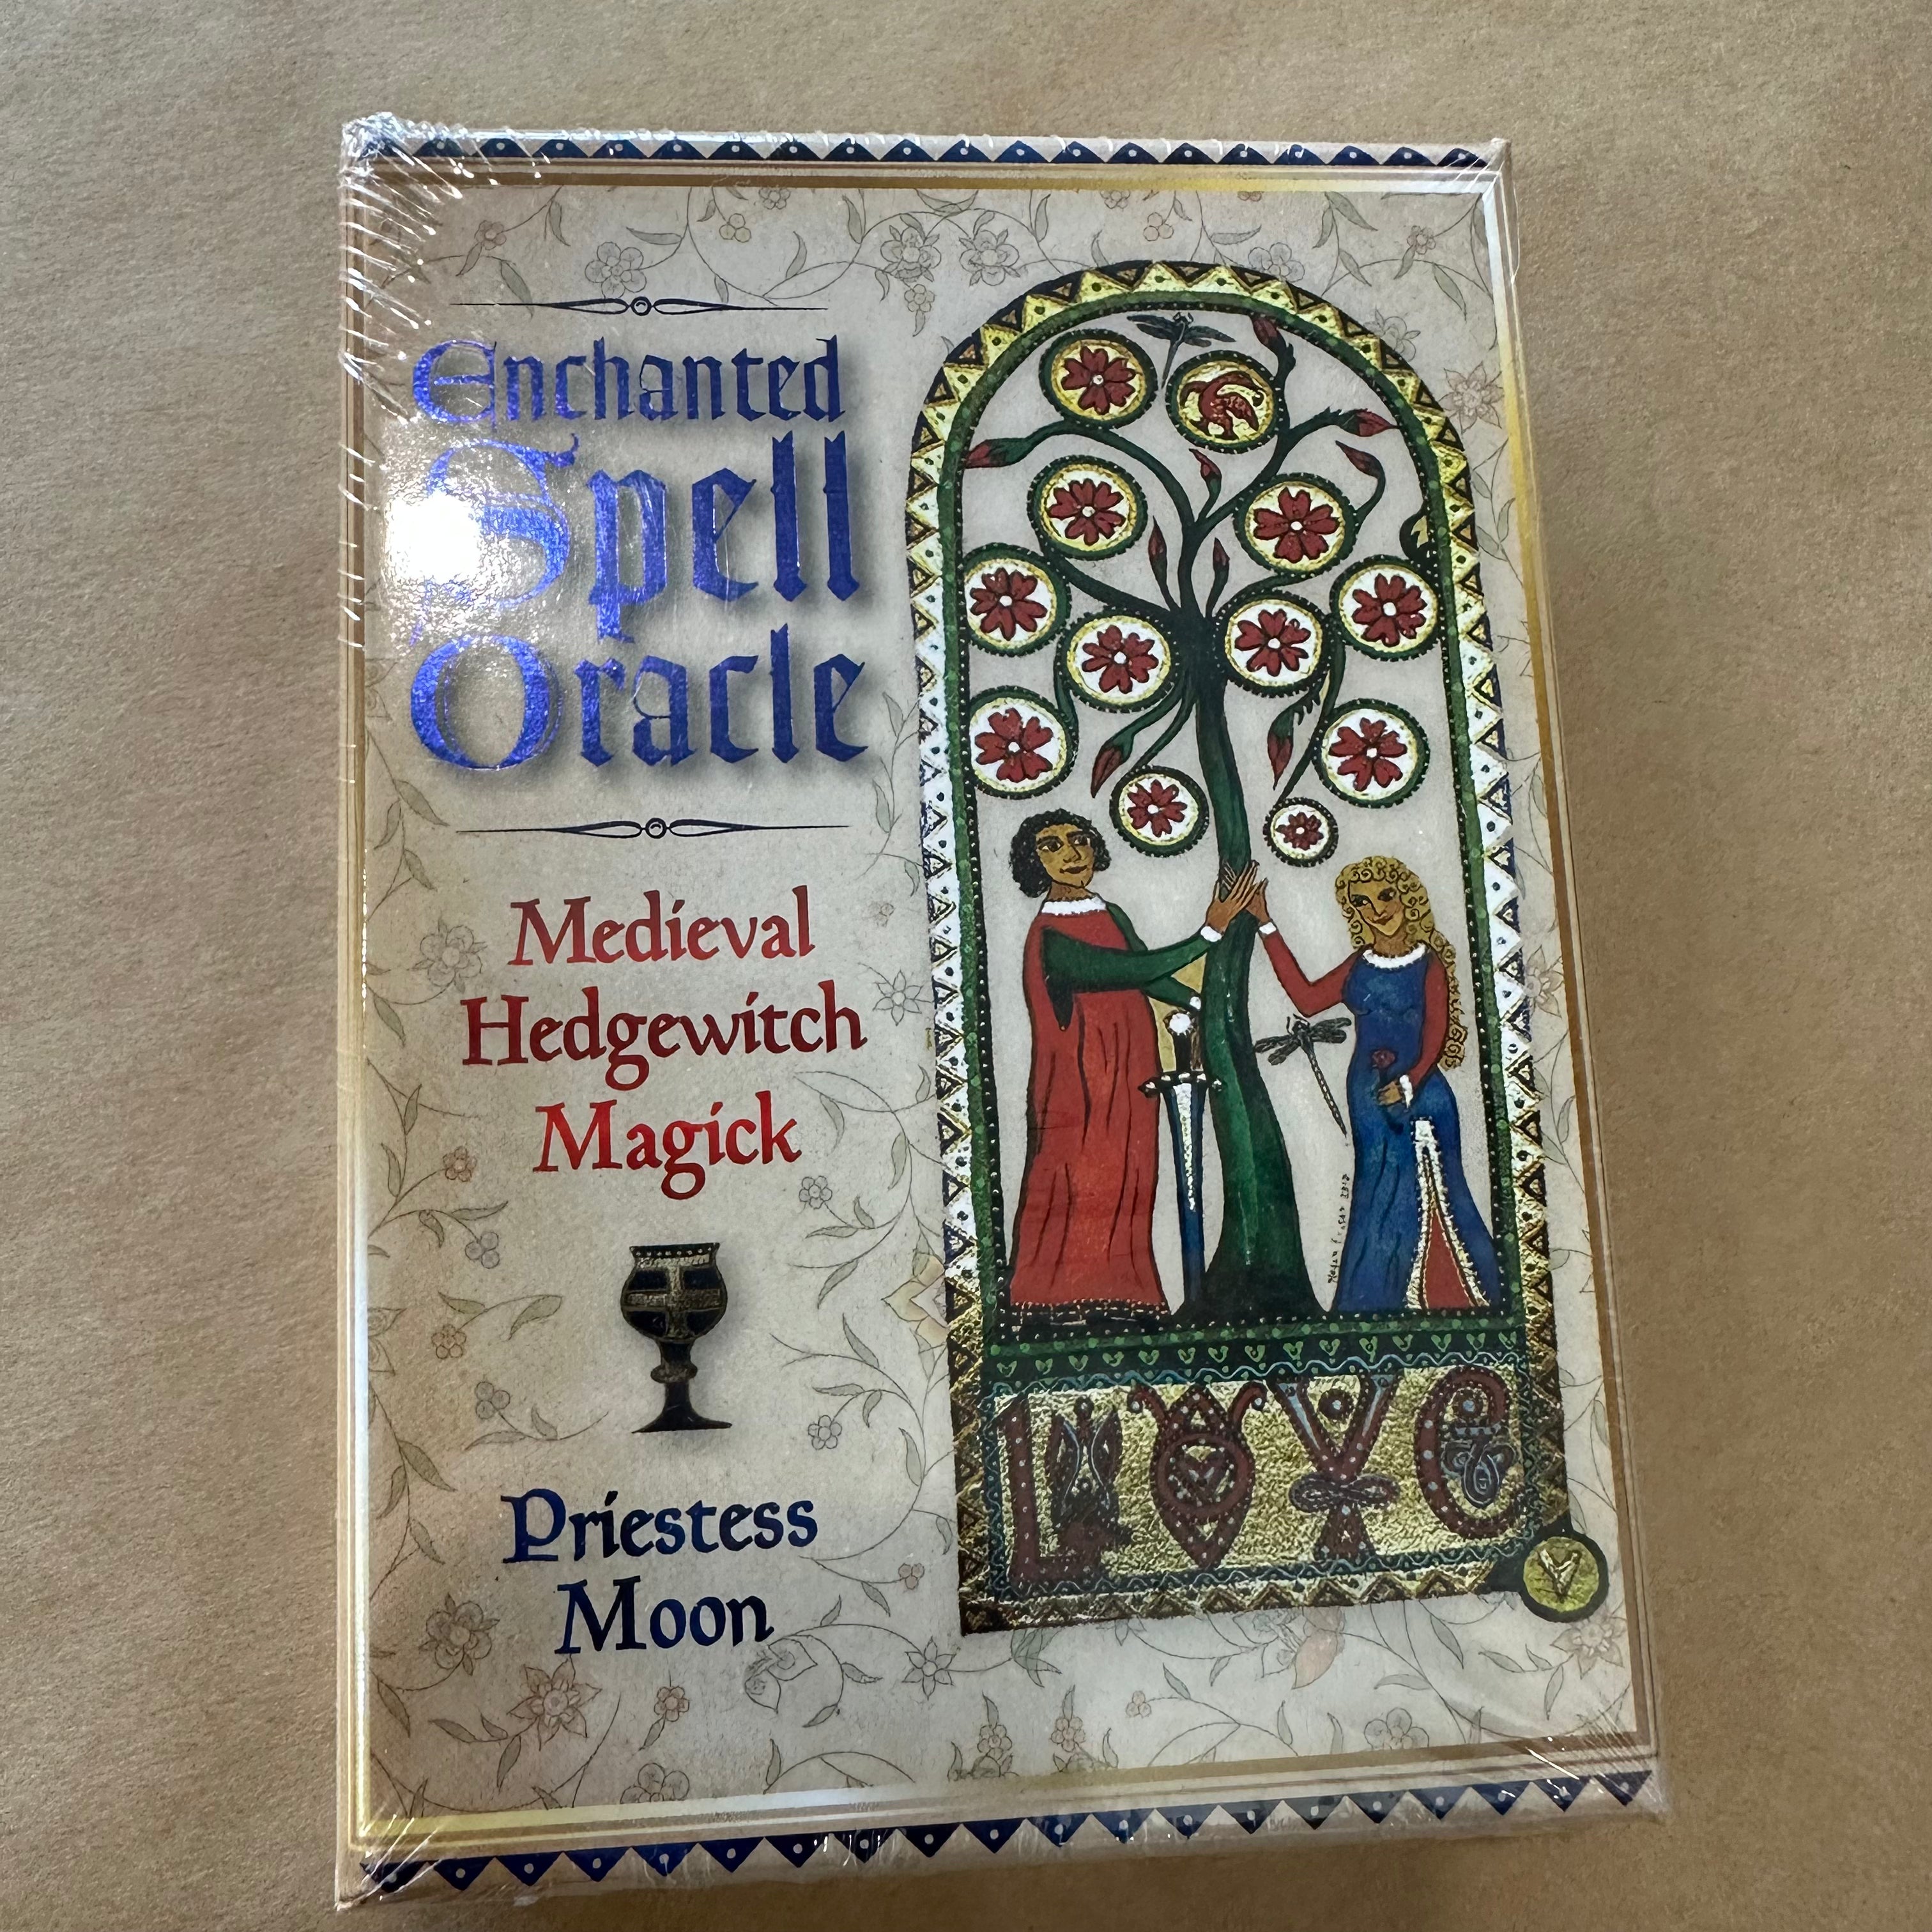 Enchanted
Spell
Oracle
Medieval
Hedgewitch
Magick
Priestess
Moon
LOVE
V